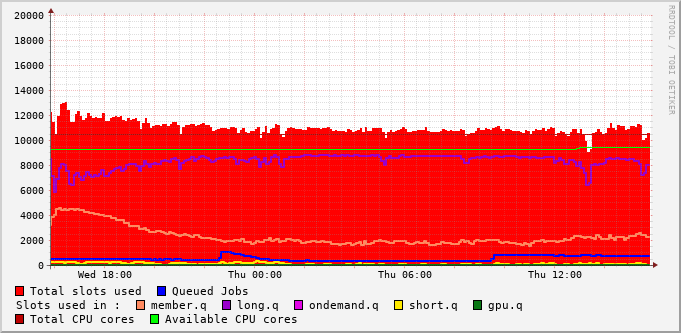 20000
18000
16000
14000
12000
10000
8000
6000
4000
2000
0
Wed 18:00 Thu 00:00 Thu 06:00 Thu 12:00
Total slots used Queued Jobs
Slots used in : member.q long.q ondemand.q short.q gpu.q
Total CPU cores Available CPU cores
RRDTOOL / TOBI OETIKER